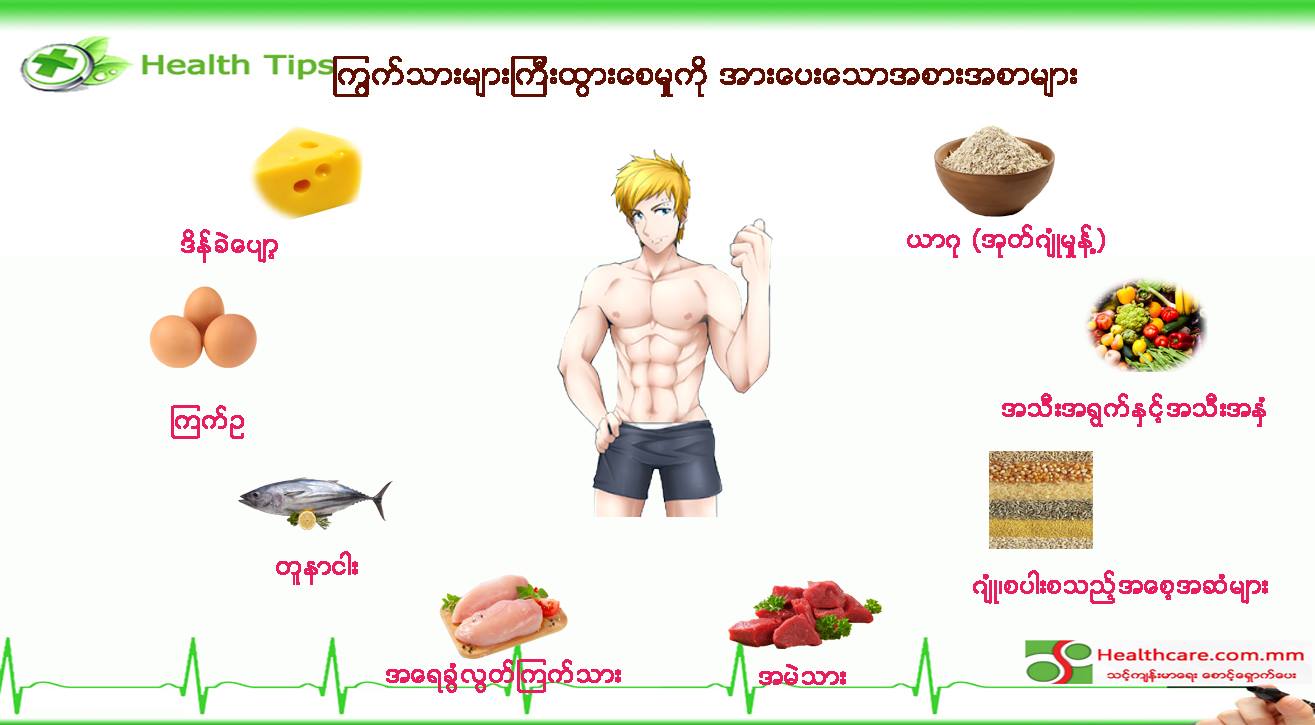 Health Tips
ကြွက်သားများကြီးထွားစေမှုကို အားပေးသောအစားအစာများ
ဒိန်ခဲပျော့
ယာဂု (အုတ်ဂျုံမှုန့်)
ကြက်ဥ
အသီးအရွက်နှင့်အသီးအနှံ
တူနာငါး
ဂျုံ၊စပါးစသည့်အစေ့အဆံများ
အရေခွံလွတ်ကြက်သား
အမဲသား
Healthcare.com.mm
သင့်ကျန်းမာရေး စောင့်ရှောက်ပေး